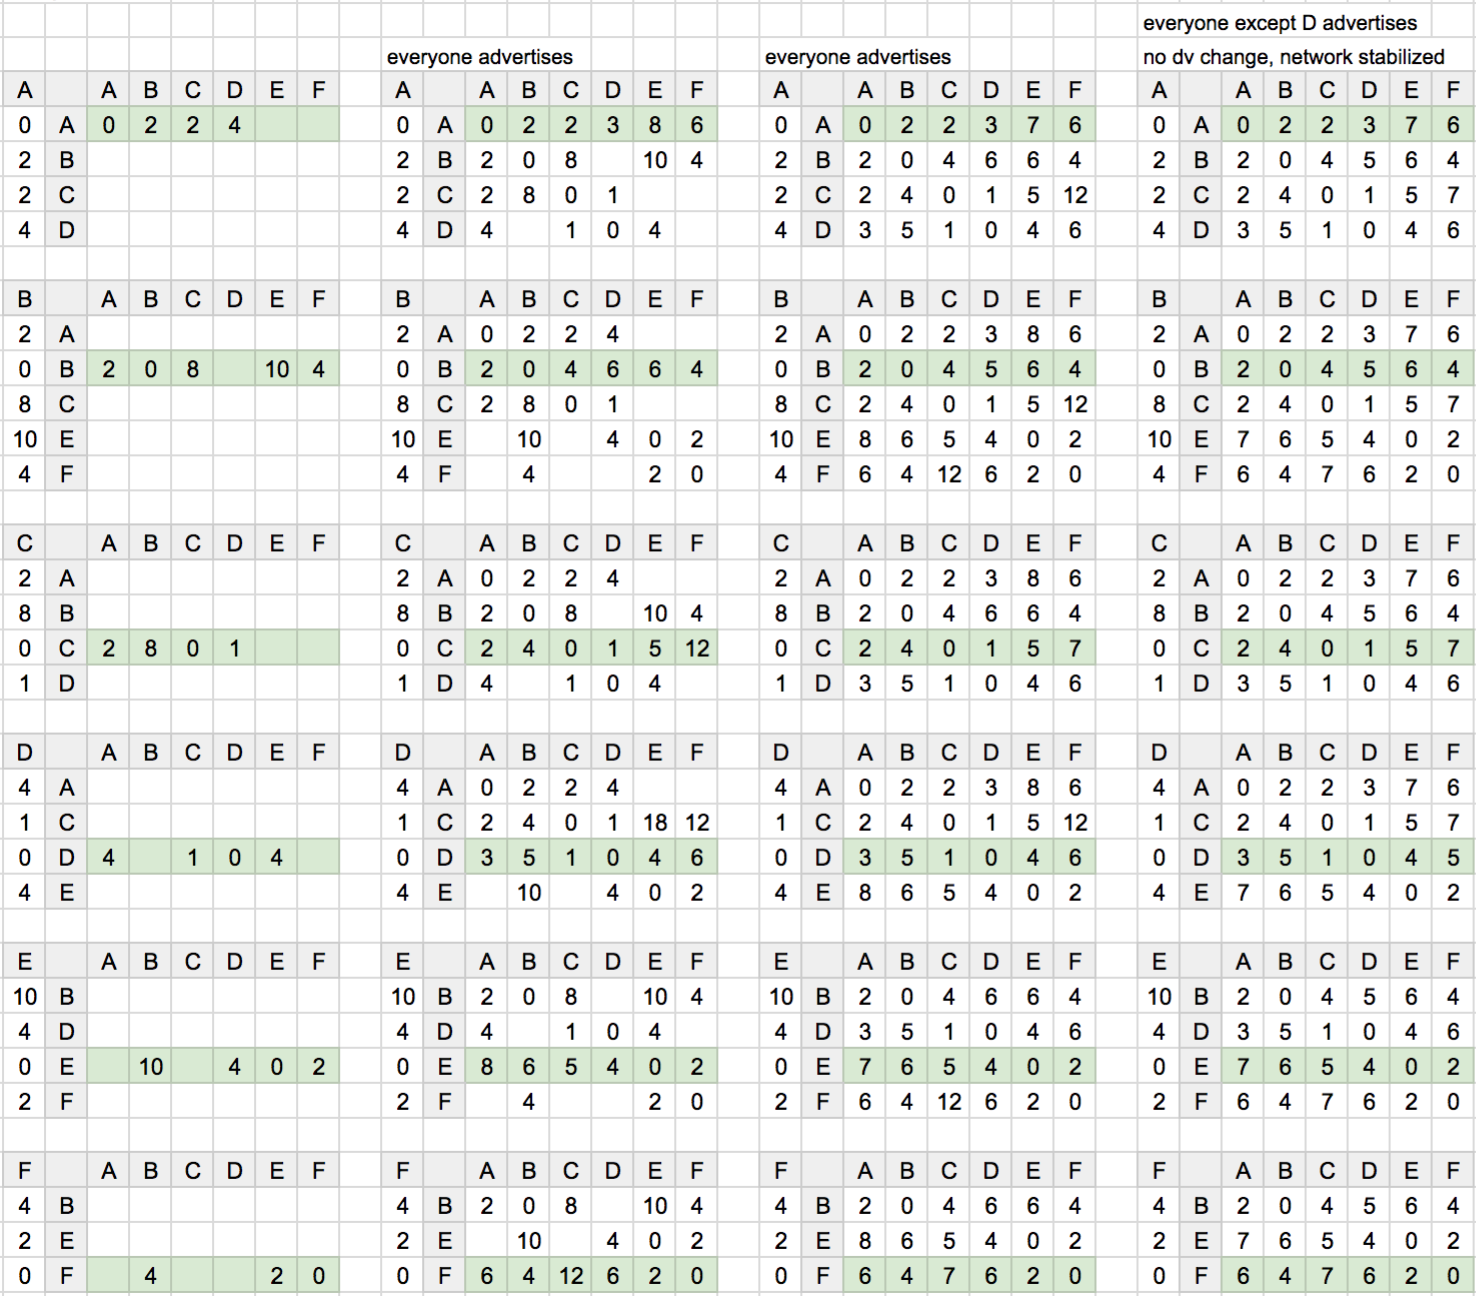 everyone except D advertises
everyone advertises everyone advertises no dv change, network stabilized
A A B C D E F A A B C D E F A A B C D E F A A B C D E F
0 A 0 2 2 4 0 A 0 2 2 3 8 6 0 A 0 2 2 3 7 6 0 A 0 2 2 3 7 6
2 B 2 B 2 0 8 10 4 2 B 2 0 4 6 6 4 2 B 2 0 4 5 6 4
2 C 2 C 2 8 0 1 2 C 2 4 0 1 5 12 2 C 2 4 0 1 5 7
4 D 4 D 4 1 0 4 4 D 3 5 1 0 4 6 4 D 3 5 1 0 4 6
B A B C D E F B A B C D E F B A B C D E F B A B C D E F
2 A 2 A 0 2 2 4 2 A 0 2 2 3 8 6 2 A 0 2 2 3 7 6
0 B 2 0 8 10 4 0 B 2 0 4 6 6 4 0 B 2 0 4 5 6 4 0 B 2 0 4 5 6 4
8 C 8 C 2 8 0 1 8 C 2 4 0 1 5 12 8 C 2 4 0 1 5 7
10 E 10 E 10 4 0 2 10 E 8 6 5 4 0 2 10 E 7 6 5 4 0 2
4 F 4 F 4 2 0 4 F 6 4 12 6 2 0 4 F 6 4 7 6 2 0
C A B C D E F C A B C D E F C A B C D E F C A B C D E F
2 A 2 A 0 2 2 4 2 A 0 2 2 3 8 6 2 A 0 2 2 3 7 6
8 B 8 B 2 0 8 10 4 8 B 2 0 4 6 6 4 8 B 2 0 4 5 6 4
0 C 2 8 0 1 0 C 2 4 0 1 5 12 0 C 2 4 0 1 5 7 0 C 2 4 0 1 5 7
1 D 1 D 4 1 0 4 1 D 3 5 1 0 4 6 1 D 3 5 1 0 4 6
D A B C D E F D A B C D E F D A B C D E F D A B C D E F
4 A 4 A 0 2 2 4 4 A 0 2 2 3 8 6 4 A 0 2 2 3 7 6
1 C 1 C 2 4 0 1 18 12 1 C 2 4 0 1 5 12 1 C 2 4 0 1 5 7
0 D 4 1 0 4 0 D 3 5 1 0 4 6 0 D 3 5 1 0 4 6 0 D 3 5 1 0 4 5
4 E 4 E 10 4 0 2 4 E 8 6 5 4 0 2 4 E 7 6 5 4 0 2
E A B C D E F E A B C D E F E A B C D E F E A B C D E F
10 B 10 B 2 0 8 10 4 10 B 2 0 4 6 6 4 10 B 2 0 4 5 6 4
4 D 4 D 4 1 0 4 4 D 3 5 1 0 4 6 4 D 3 5 1 0 4 6
0 E 10 4 0 2 0 E 8 6 5 4 0 2 0 E 7 6 5 4 0 2 0 E 7 6 5 4 0 2
2 F 2 F 4 2 0 2 F 6 4 12 6 2 0 2 F 6 4 7 6 2 0
F A B C D E F F A B C D E F F A B C D E F F A B C D E F
4 B 4 B 2 0 8 10 4 4 B 2 0 4 6 6 4 4 B 2 0 4 5 6 4
2 E 2 E 10 4 0 2 2 E 8 6 5 4 0 2 2 E 7 6 5 4 0 2
0 F 4 2 0 0 F 6 4 12 6 2 0 0 F 6 4 7 6 2 0 0 F 6 4 7 6 2 0